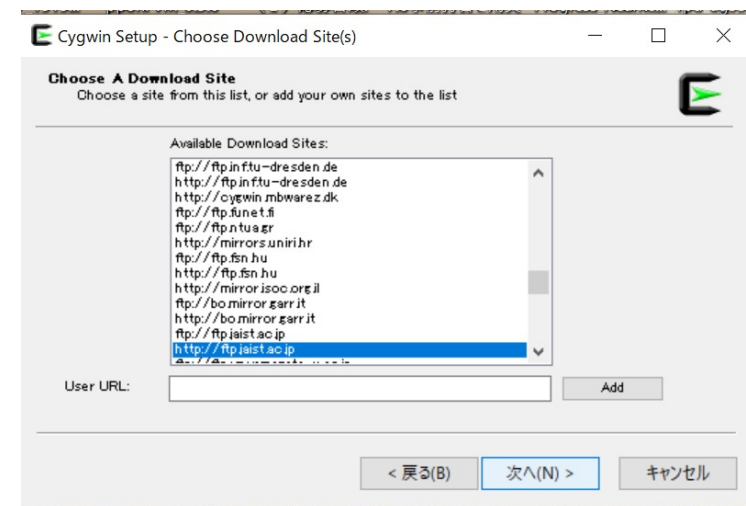 Cygwin Setup - Choose Download Site(s)
Choose A Download Site
Choose a site from this list, or add your own sites to the list
Available Download Sites:
ftp://ftp.inf.tu-dresden.de
http://ftp.inf.tu-dresden.de
http://cygwin.mbwarez.dk
ftp://ftp.funet.fi
ftp://ftp.ntua.gr
http://mirrors.uniri.hr
ftp://ftp.fsn.hu
http://ftp.fsn.hu
http://mirror.isoc.org.il
ftp://bo.mirror.garr.it
http://bo.mirror.garr.it
ftp://ftp.jaist.ac.jp
http://ftp.jaist.ac.jp
User URL:
Add
< 戻る(B)
次へ(N) >
キャンセル